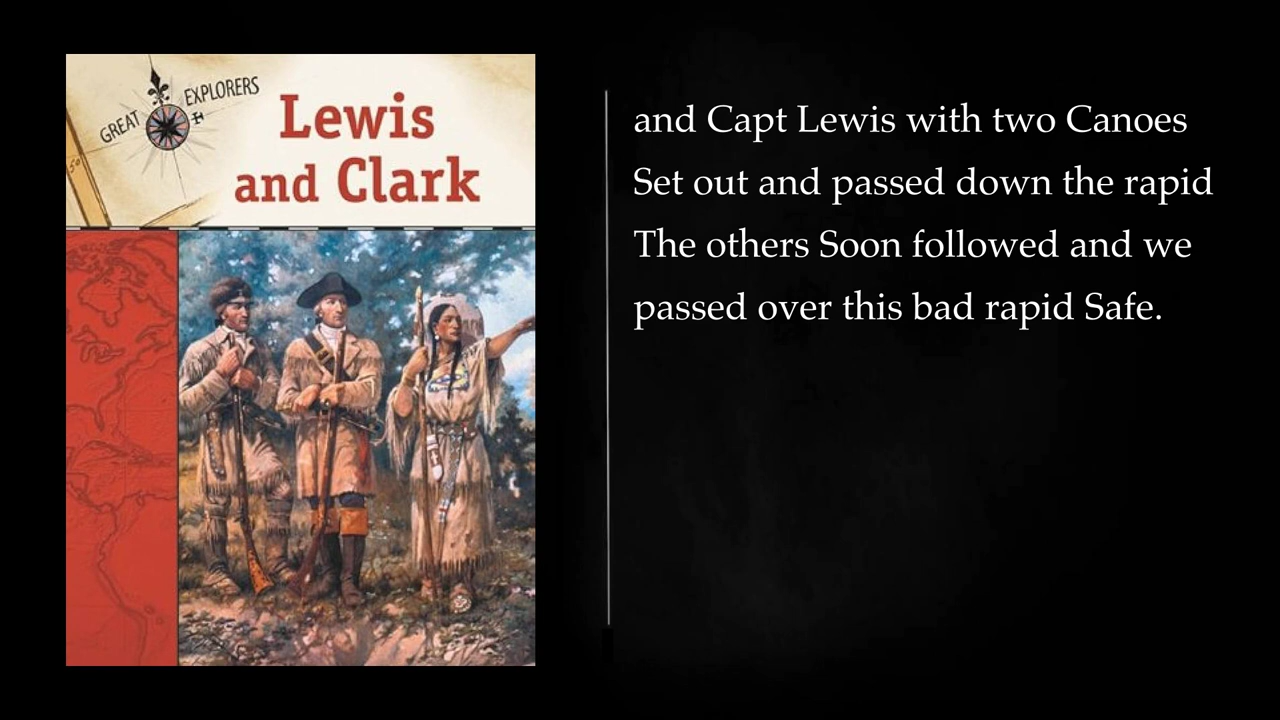 GREAT EXPLORERS
Lewis
and Clark
and Capt Lewis with two Canoes
Set out and passed down the rapid
The others Soon followed and we
passed over this bad rapid Safe.